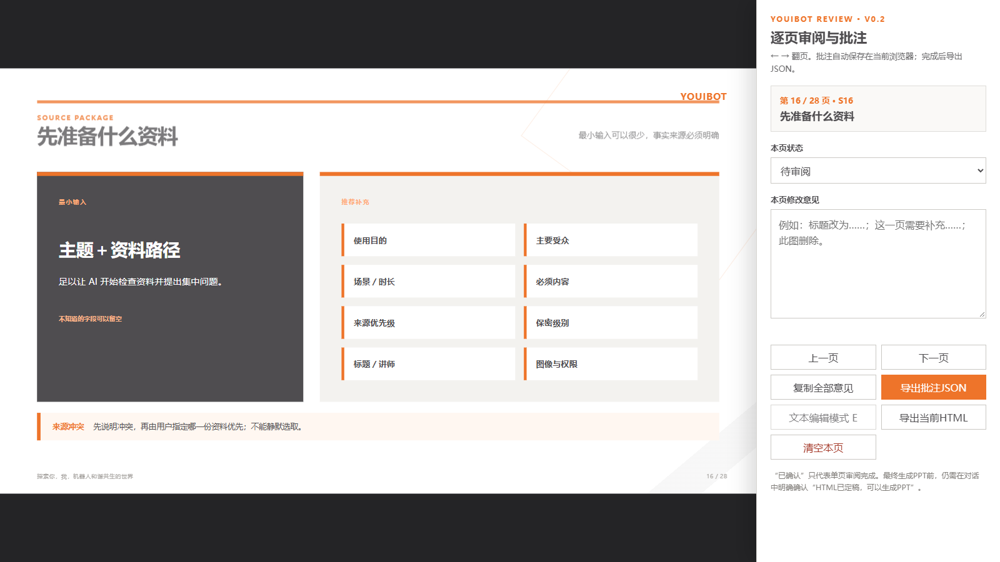 YOUIBOT
SOURCE PACKAGE
先准备什么资料
最小输入可以很少，事实来源必须明确
最小输入
主题 + 资料路径
足以让 AI 开始检查资料并提出集中问题。
不知道的字段可以留空
推荐补充
使用目的
主要受众
场景 / 时长
必须内容
来源优先级
保密级别
标题 / 讲师
图像与权限
来源冲突 先说明冲突，再由用户指定哪一份资料优先；不能静默选取。
探索你、我、机器人和谐共生的世界
16 / 28
YOUIBOT REVIEW • V0.2
逐页审阅与批注
← → 翻页。批注自动保存在当前浏览器；完成后导出
JSON。
第 16 / 28 页 • S16
先准备什么资料
本页状态
待审阅
本页修改意见
例如：标题改为……；这一页需要补充……；
此图删除。
上一页
下一页
复制全部意见
导出批注JSON
文本编辑模式 E
导出当前HTML
清空本页
“已确认”只代表单页审阅完成。最终生成PPT前，仍需在对话
中明确确认“HTML已定稿，可以生成PPT”。